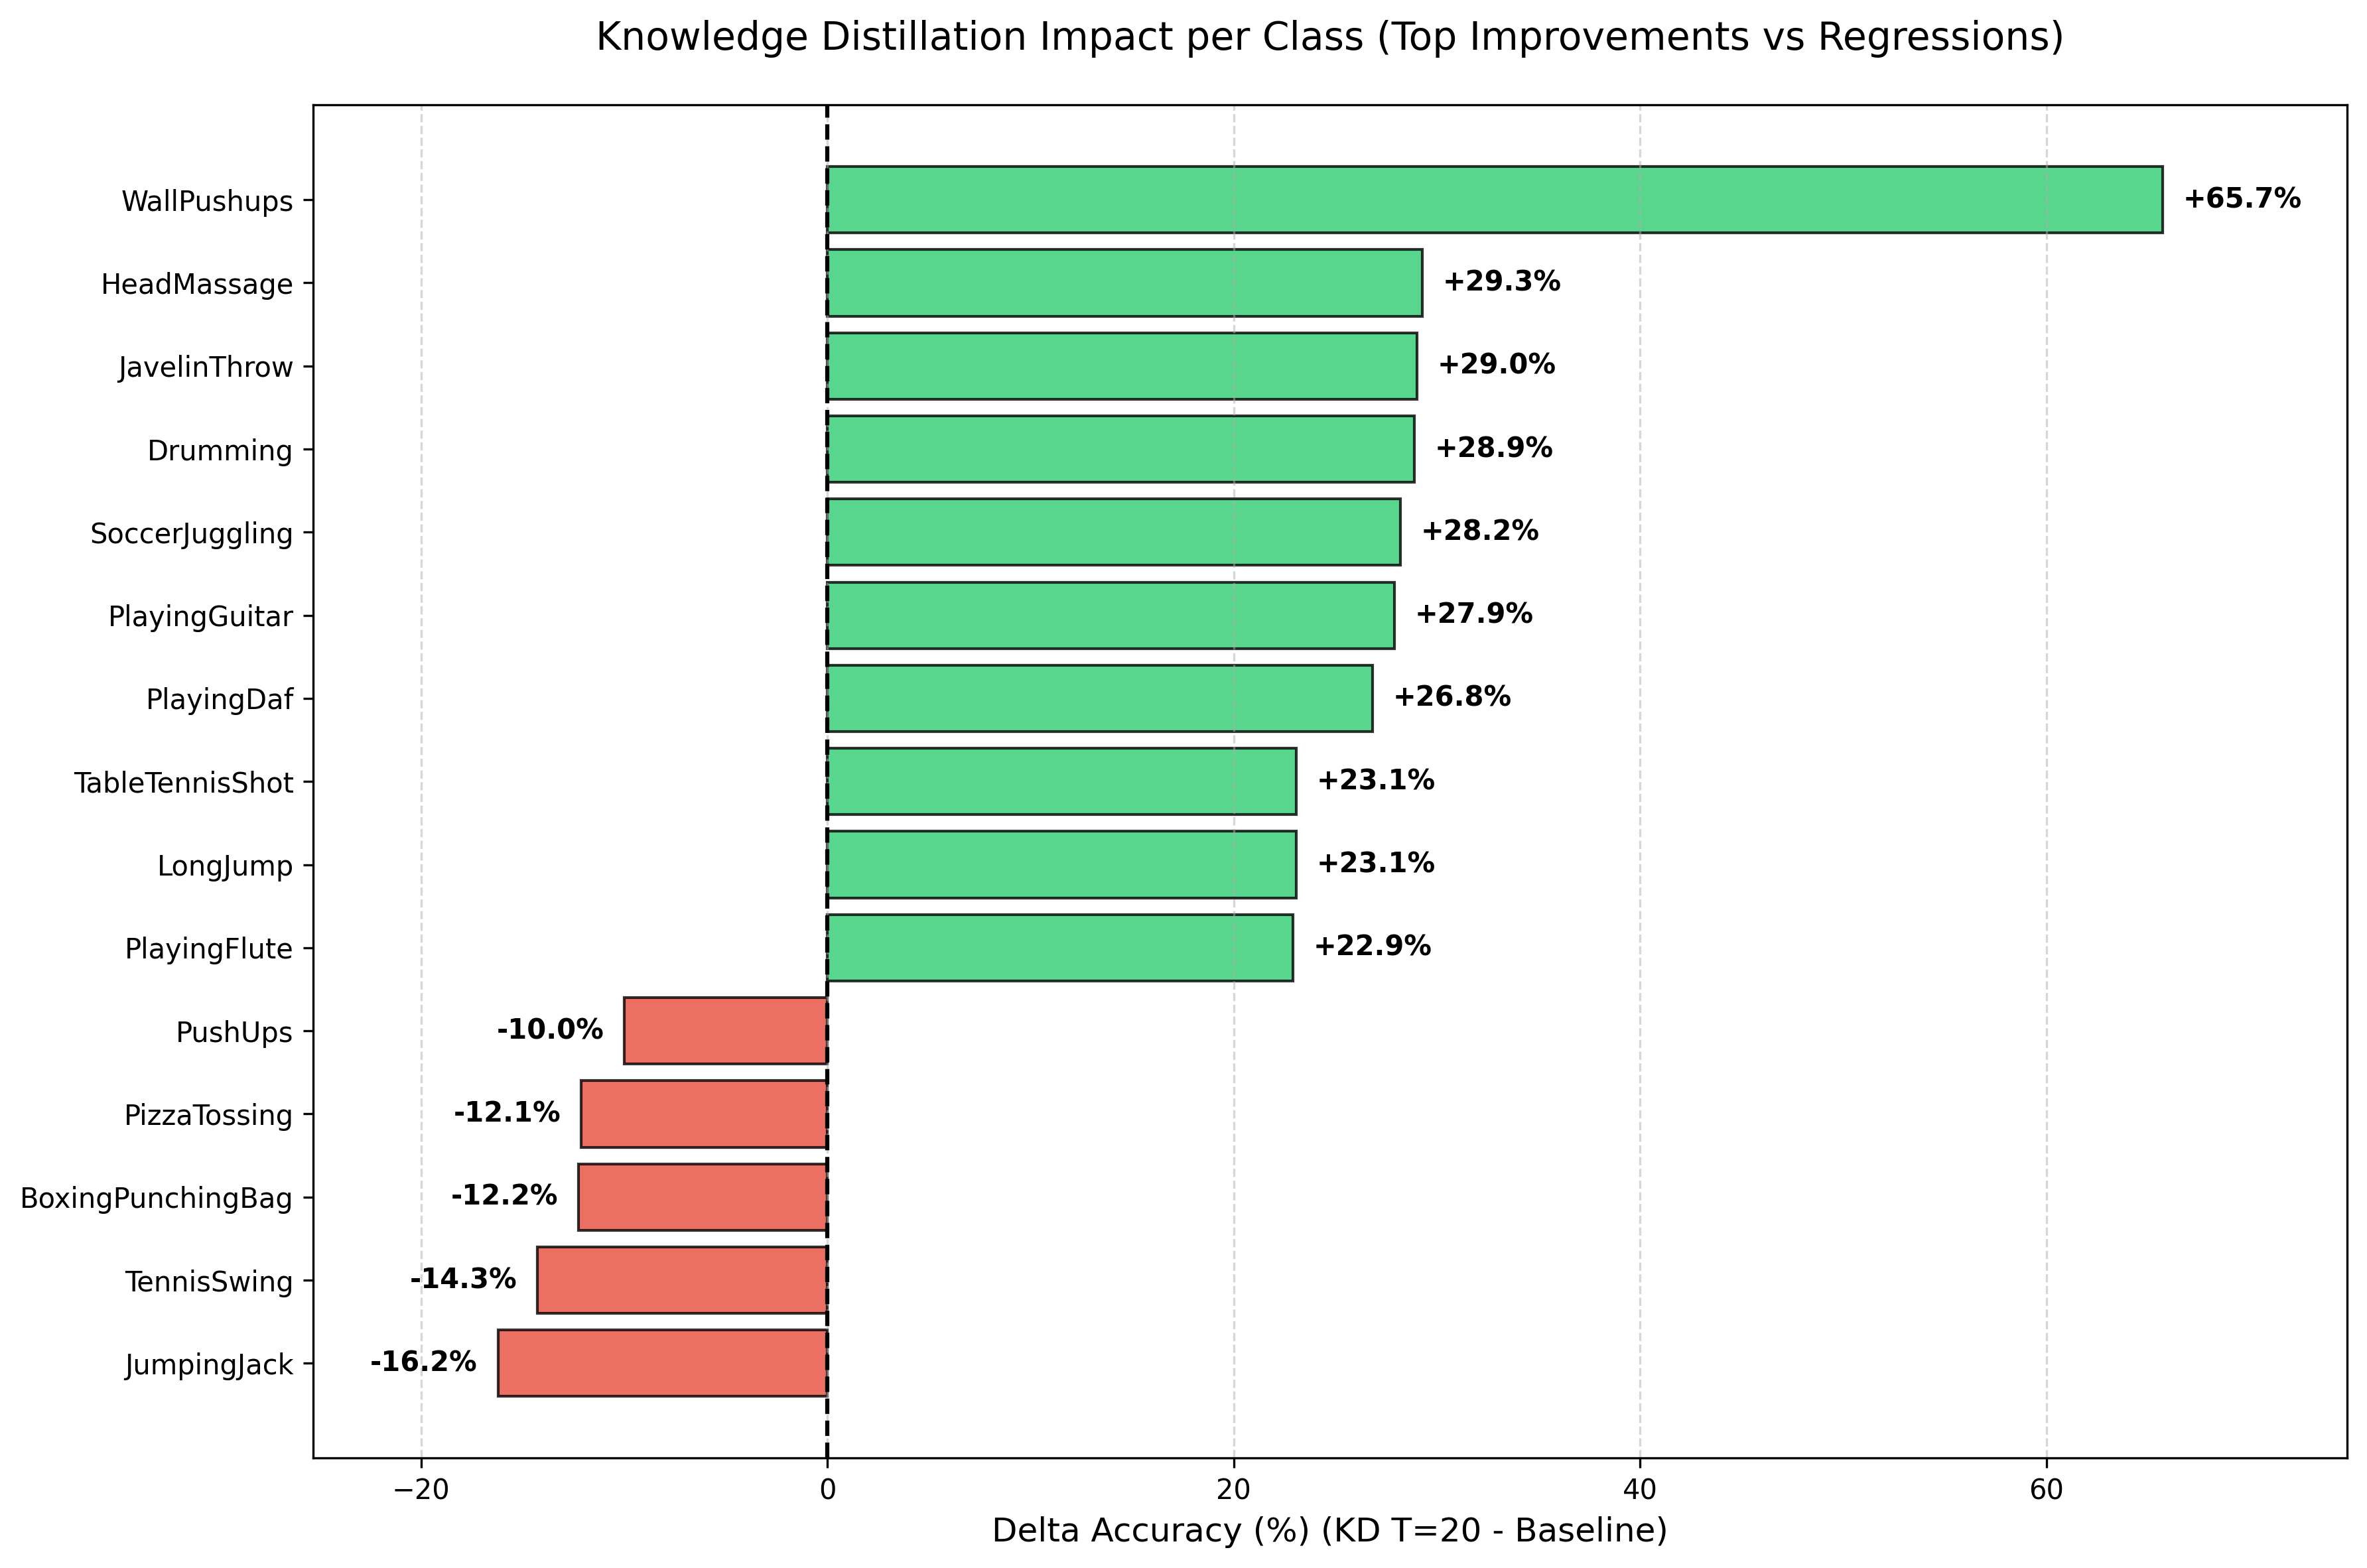 Knowledge Distillation Impact per Class (Top Improvements vs Regressions)
WallPushups +65.7%
HeadMassage +29.3%
JavelinThrow +29.0%
Drumming +28.9%
SoccerJuggling +28.2%
PlayingGuitar +27.9%
PlayingDaf +26.8%
TableTennisShot +23.1%
LongJump +23.1%
PlayingFlute +22.9%
PushUps -10.0%
PizzaTossing -12.1%
BoxingPunchingBag -12.2%
TennisSwing -14.3%
JumpingJack -16.2%
−20 0 20 40 60
Delta Accuracy (%) (KD T=20 - Baseline)